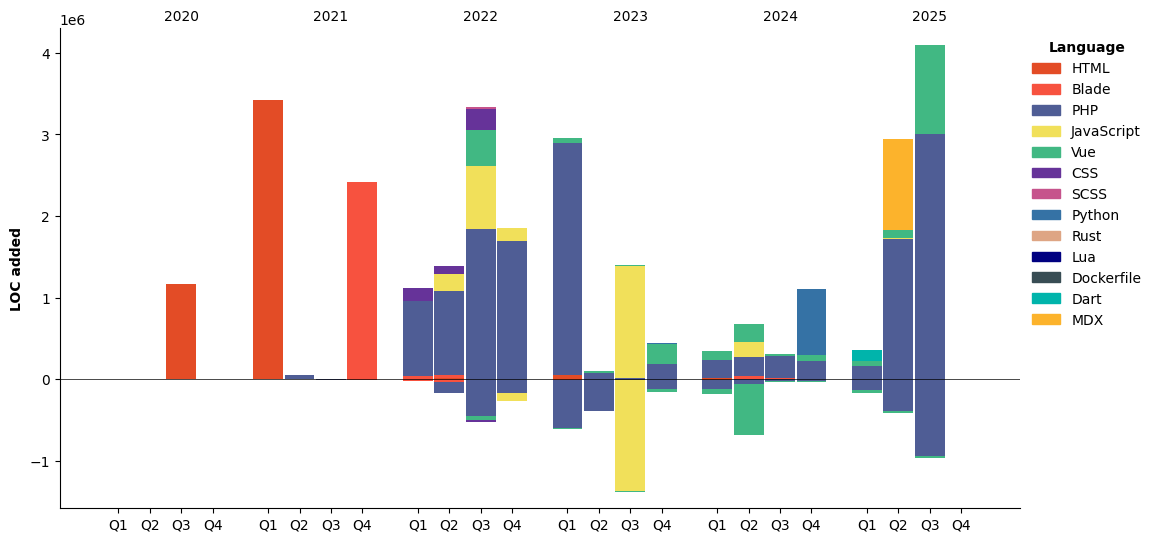 1e6
2020 2021 2022 2023 2024 2025
4
3
2
1
0
−1
LOC added
Q1 Q2 Q3 Q4 Q1 Q2 Q3 Q4 Q1 Q2 Q3 Q4 Q1 Q2 Q3 Q4 Q1 Q2 Q3 Q4 Q1 Q2 Q3 Q4
Language
HTML
Blade
PHP
JavaScript
Vue
CSS
SCSS
Python
Rust
Lua
Dockerfile
Dart
MDX